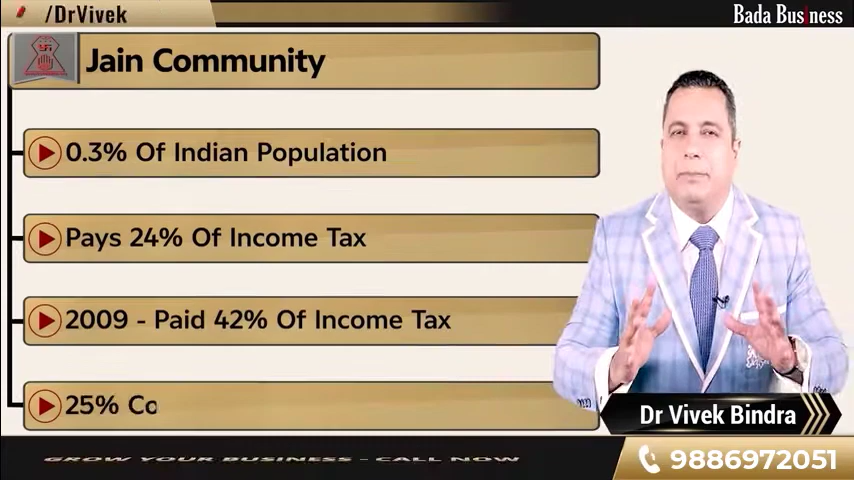 /DrVivek
Bada Business
Jain Community
0.3% Of Indian Population
Pays 24% Of Income Tax
2009 - Paid 42% Of Income Tax
25% Co
Dr Vivek Bindra
GROW YOUR BUSINESS - CALL NOW
9886972051